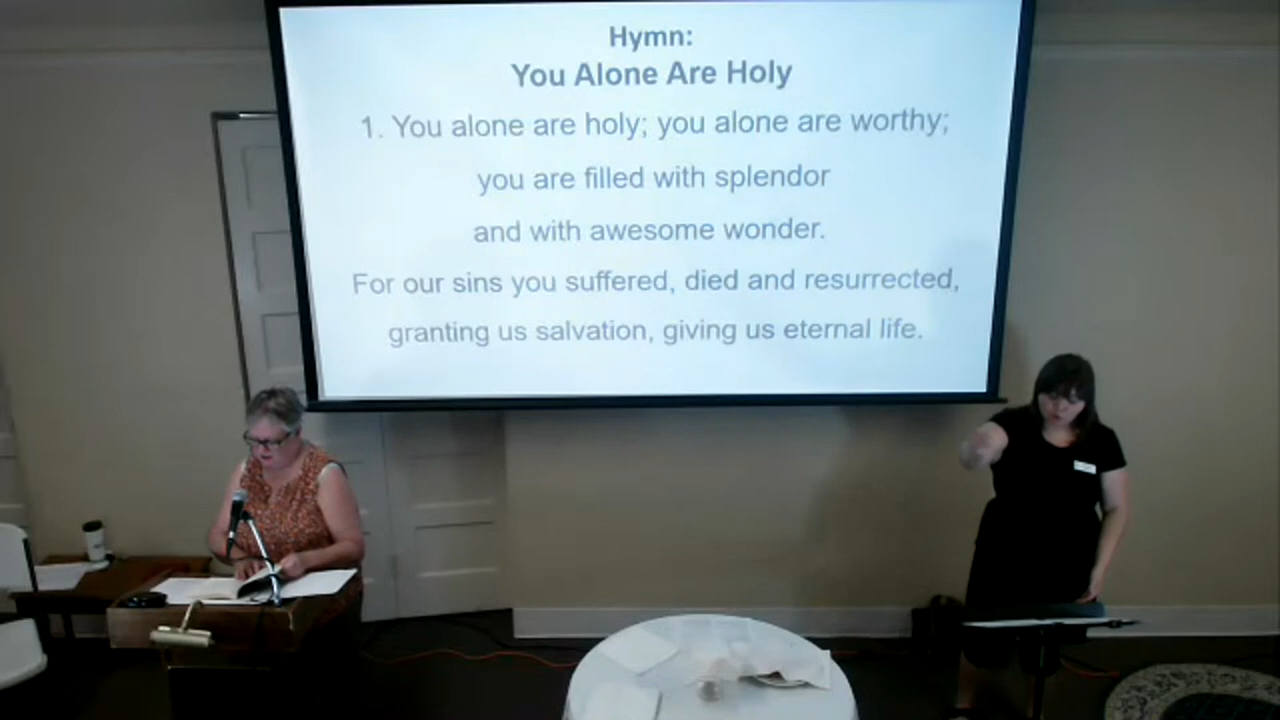 Hymn:
You Alone Are Holy
1. You alone are holy; you alone are worthy;
you are filled with splendor
and with awesome wonder.
For our sins you suffered, died and resurrected,
granting us salvation, giving us eternal life.